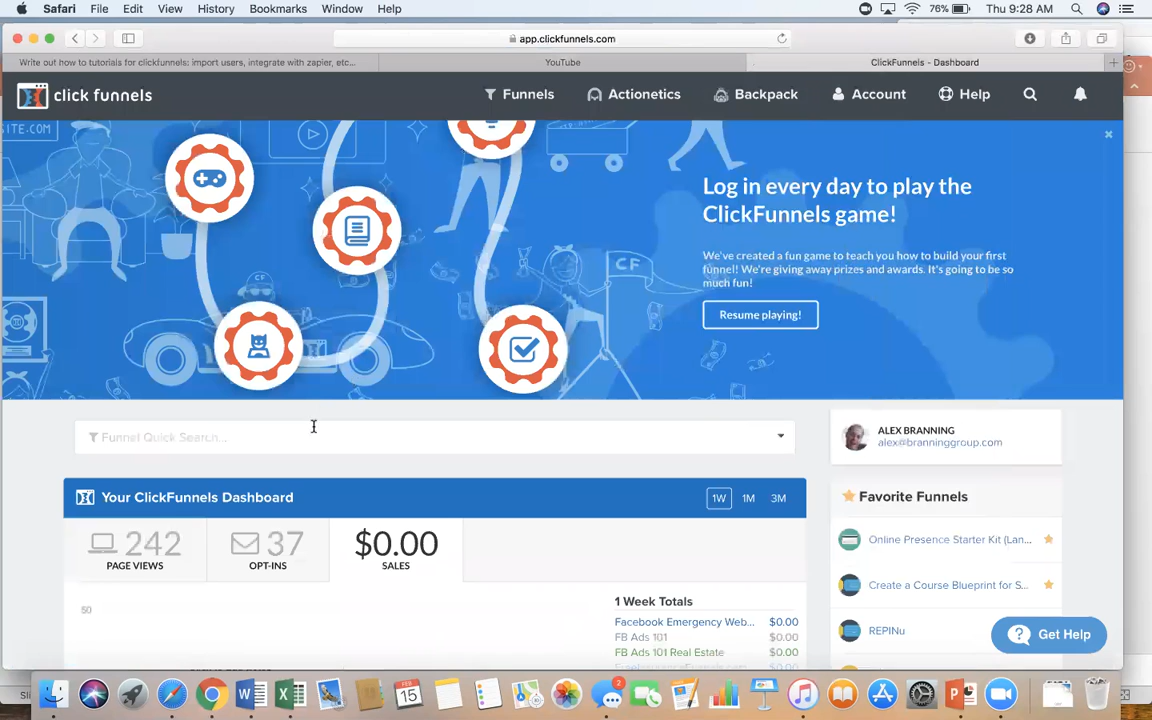 Safari File Edit View History Bookmarks Window Help 76% Thu 9:28 AM
app.clickfunnels.com
Write out how to tutorials for clickfunnels: import users, integrate with zapier, etc... YouTube ClickFunnels - Dashboard
click funnels Funnels Actionetics Backpack Account Help
SITE.COM
CF
CF
Log in every day to play the
ClickFunnels game!
We've created a fun game to teach you how to build your first
funnel! We're giving away prizes and awards. It's going to be so
much fun!
Resume playing!
Funnel Quick Search...
ALEX BRANNING
alex@branninggroup.com
Your ClickFunnels Dashboard 1W 1M 3M
Favorite Funnels
242 37 $0.00
PAGE VIEWS OPT-INS SALES
Online Presence Starter Kit (Lan...
Create a Course Blueprint for S...
REPINu
50
1 Week Totals
Facebook Emergency Web... $0.00
FB Ads 101 $0.00
FB Ads 101 Real Estate $0.00
Get Help
FEB
15
2